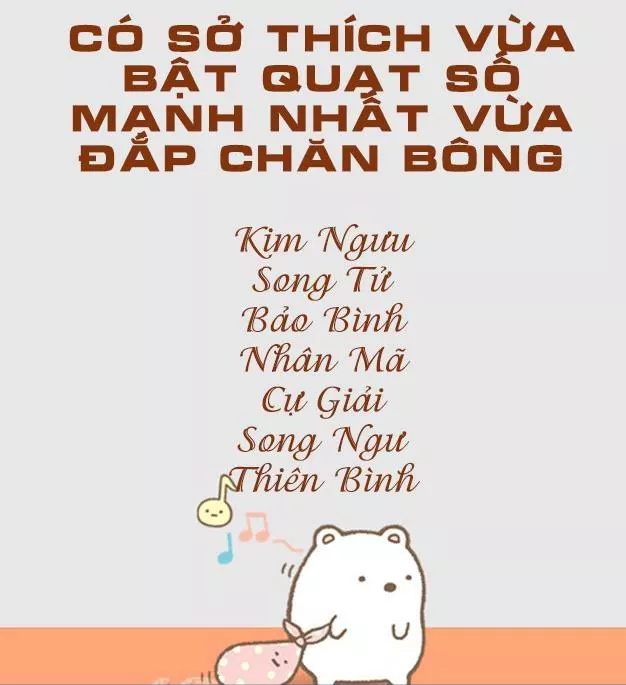 CÓ SỞ THÍCH VỪA
BẬT QUẠT SỐ
MẠNH NHẤT VỪA
ĐẮP CHĂN BÔNG
Kim Ngưu
Song Tử
Bảo Bình
Nhân Mã
Cự Giải
Song Ngư
Thiên Bình